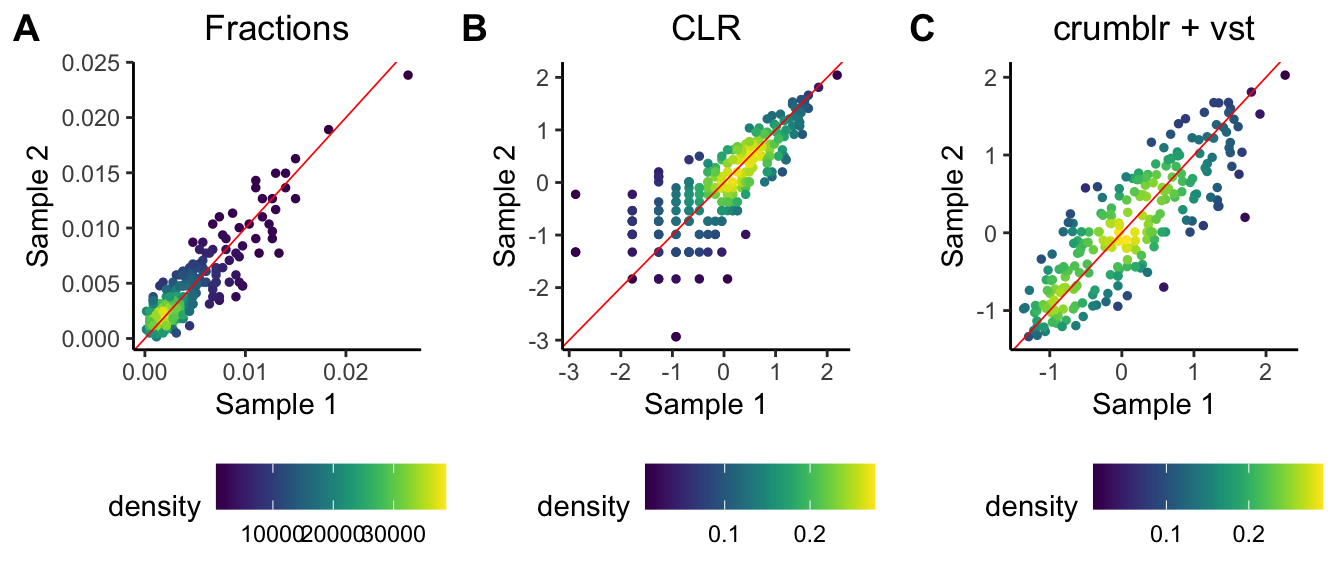 A Fractions
0.025
0.020
0.015
0.010
0.005
0.000
Sample 2
0.00 0.01 0.02
Sample 1
density
10000 20000 30000
B CLR
2
1
0
-1
-2
-3
Sample 2
-3 -2 -1 0 1 2
Sample 1
density
0.1 0.2
C crumblr + vst
2
1
0
-1
Sample 2
-1 0 1 2
Sample 1
density
0.1 0.2